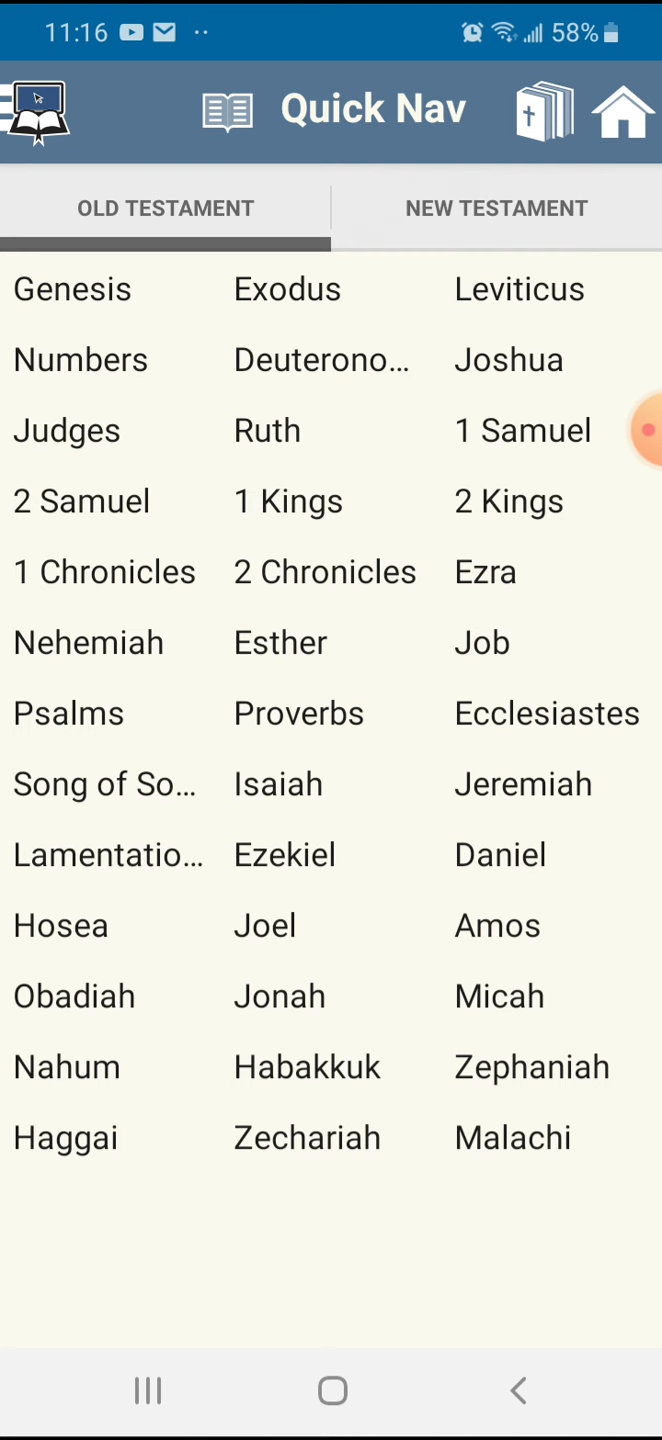 11:16 58%
Quick Nav
OLD TESTAMENT NEW TESTAMENT
Genesis Exodus Leviticus
Numbers Deuterono... Joshua
Judges Ruth 1 Samuel
2 Samuel 1 Kings 2 Kings
1 Chronicles 2 Chronicles Ezra
Nehemiah Esther Job
Psalms Proverbs Ecclesiastes
Song of So... Isaiah Jeremiah
Lamentatio... Ezekiel Daniel
Hosea Joel Amos
Obadiah Jonah Micah
Nahum Habakkuk Zephaniah
Haggai Zechariah Malachi